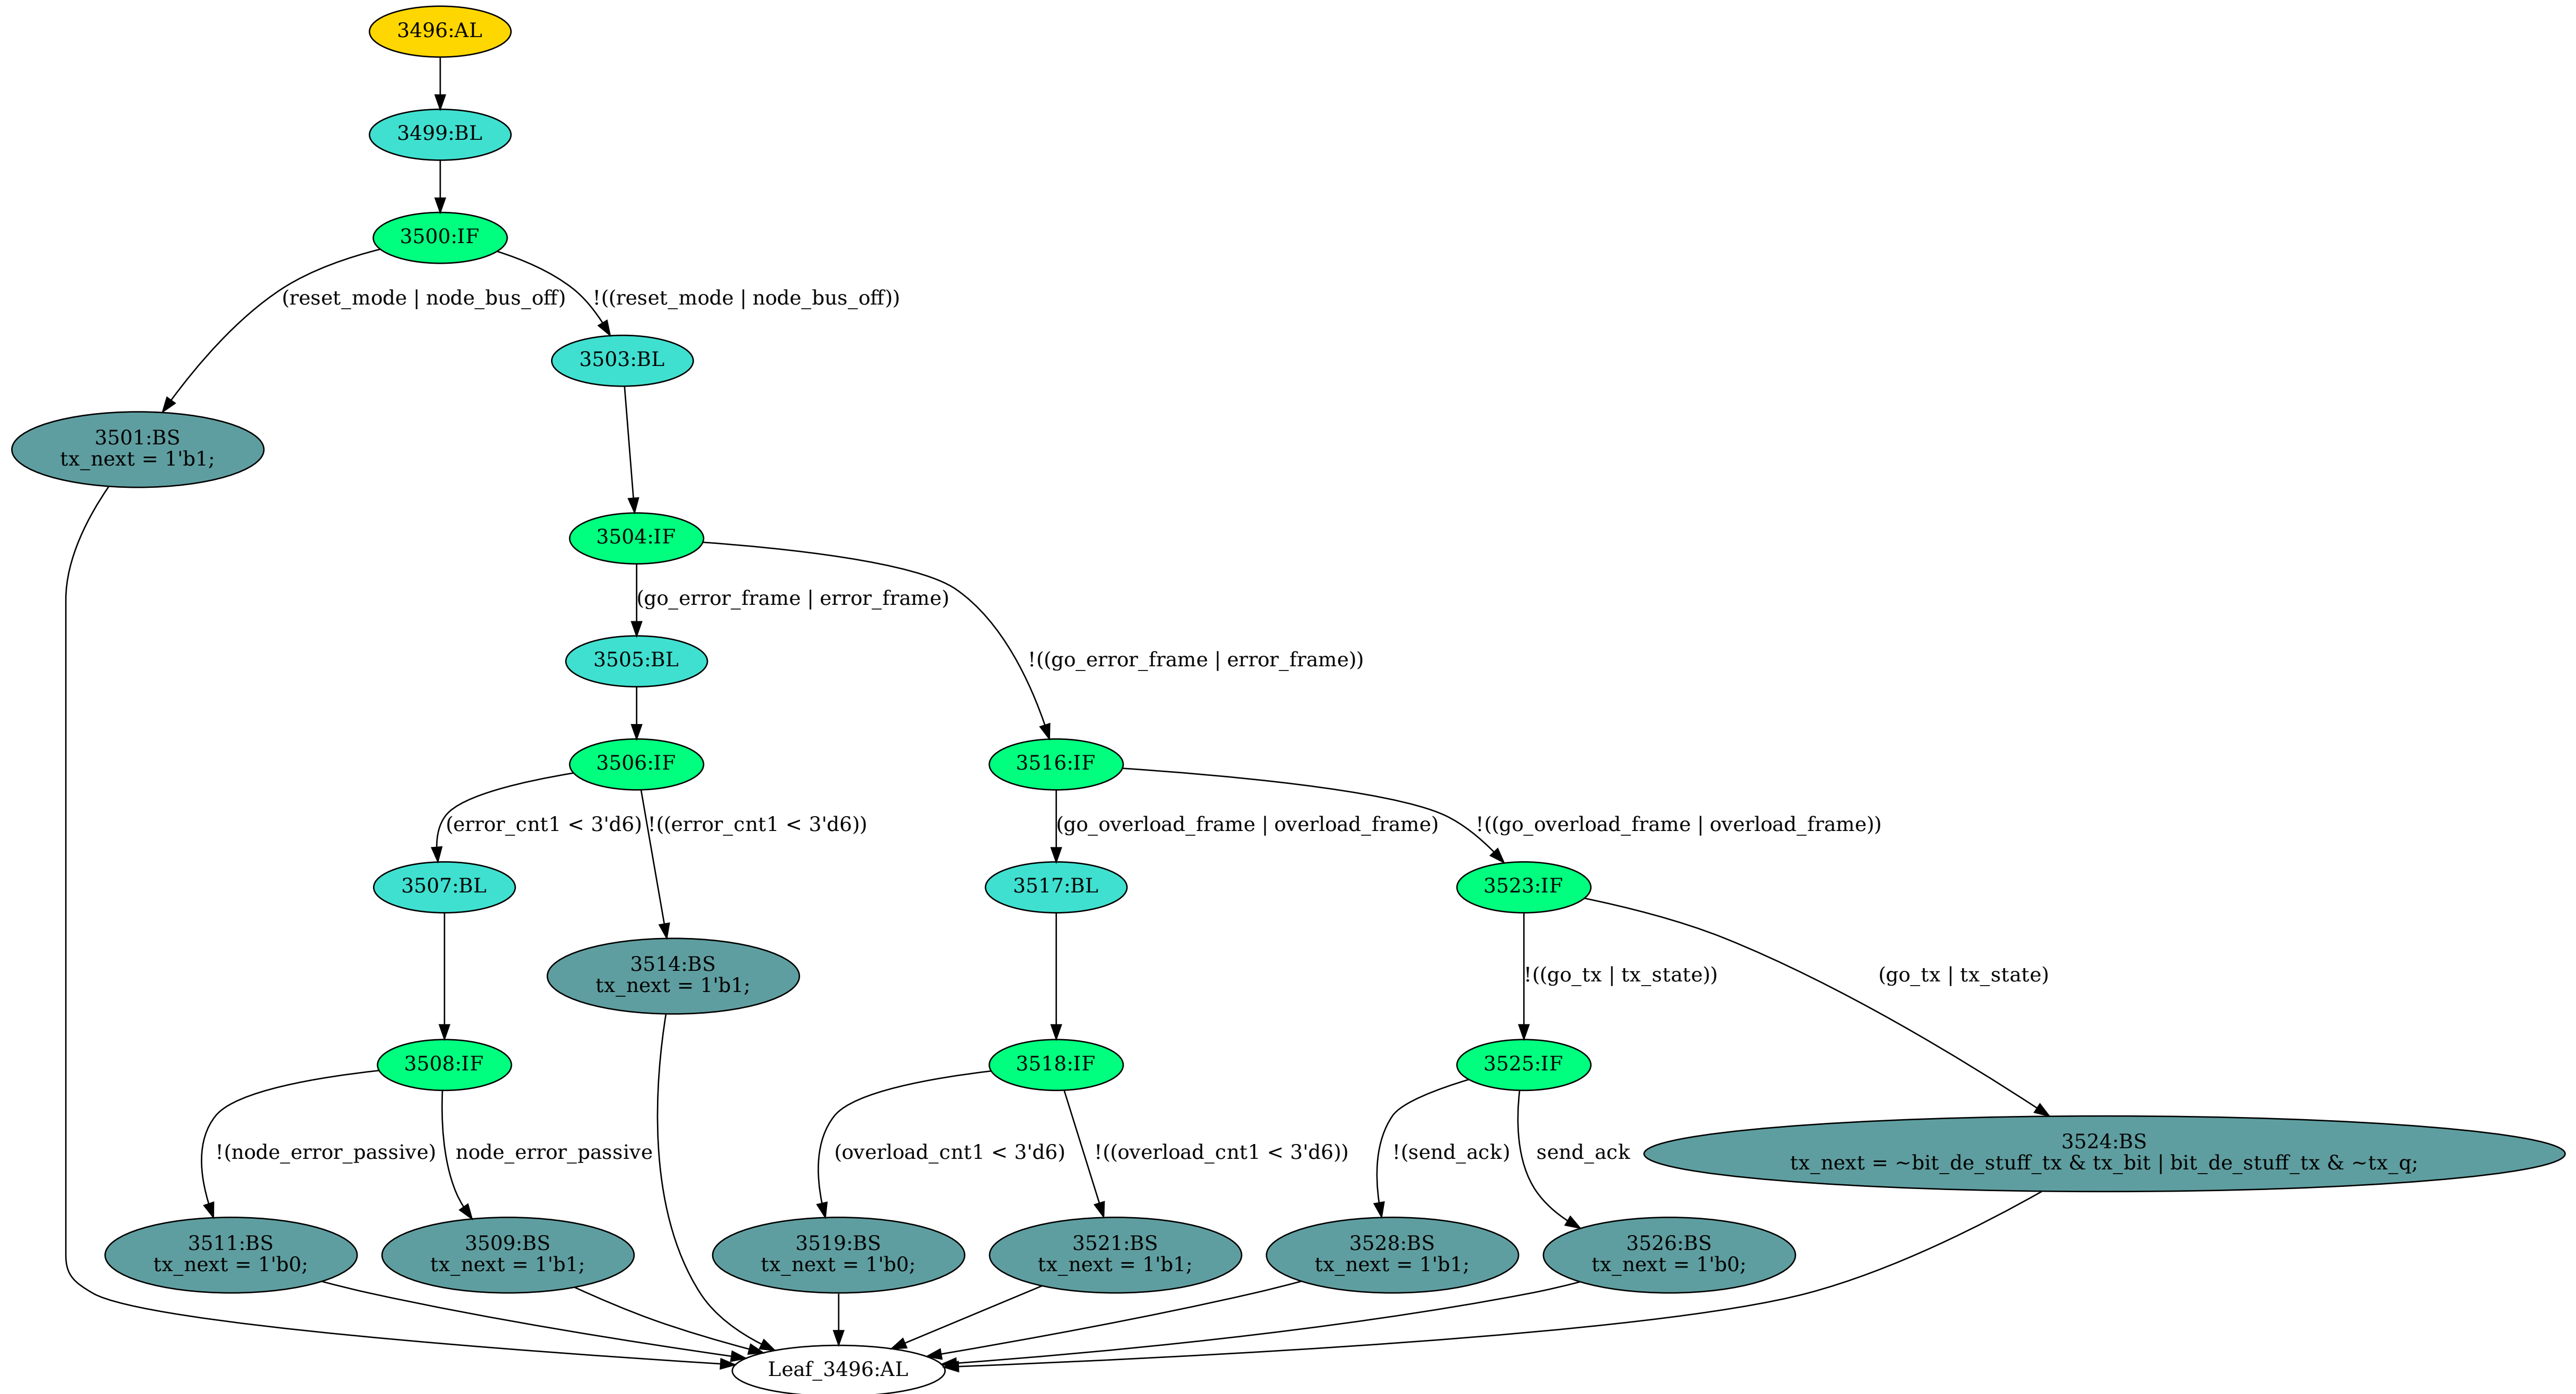 3496:AL
3499:BL
3500:IF
(reset_mode | node_bus_off)
!((reset_mode | node_bus_off))
3503:BL
3501:BS
tx_next = 1'b1;
3504:IF
(go_error_frame | error_frame)
!((go_error_frame | error_frame))
3505:BL
3506:IF
3516:IF
(error_cnt1 < 3'd6)
!((error_cnt1 < 3'd6))
(go_overload_frame | overload_frame)
!((go_overload_frame | overload_frame))
3507:BL
3517:BL
3523:IF
3514:BS
tx_next = 1'b1;
!((go_tx | tx_state))
(go_tx | tx_state)
3508:IF
3518:IF
3525:IF
!(node_error_passive)
node_error_passive
(overload_cnt1 < 3'd6)
!((overload_cnt1 < 3'd6))
!(send_ack)
send_ack
3524:BS
tx_next = ~bit_de_stuff_tx & tx_bit | bit_de_stuff_tx & ~tx_q;
3511:BS
tx_next = 1'b0;
3509:BS
tx_next = 1'b1;
3519:BS
tx_next = 1'b0;
3521:BS
tx_next = 1'b1;
3528:BS
tx_next = 1'b1;
3526:BS
tx_next = 1'b0;
Leaf_3496:AL